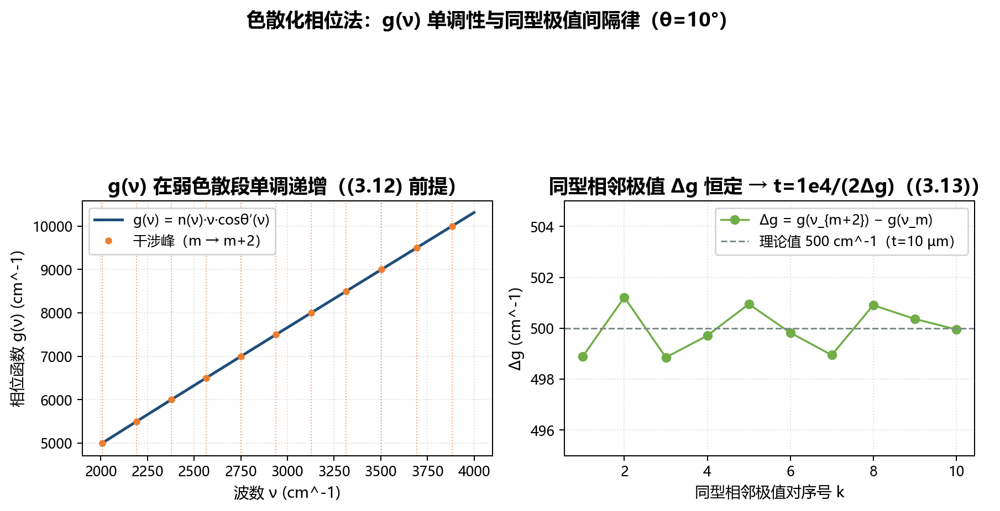 色散化相位法：g(ν) 单调性与同型极值间隔律（θ=10°）
g(ν) 在弱色散段单调递增（(3.12) 前提）
g(ν) = n(ν)·ν·cosθ′(ν)
干涉峰（m → m+2）
相位函数 g(ν) (cm^-1)
10000
9000
8000
7000
6000
5000
2000 2250 2500 2750 3000 3250 3500 3750 4000
波数 ν (cm^-1)
同型相邻极值 Δg 恒定 → t=1e4/(2Δg)（(3.13)）
Δg = g(ν_{m+2}) − g(ν_m)
理论值 500 cm^-1（t=10 μm）
Δg (cm^-1)
504
502
500
498
496
2 4 6 8 10
同型相邻极值对序号 k